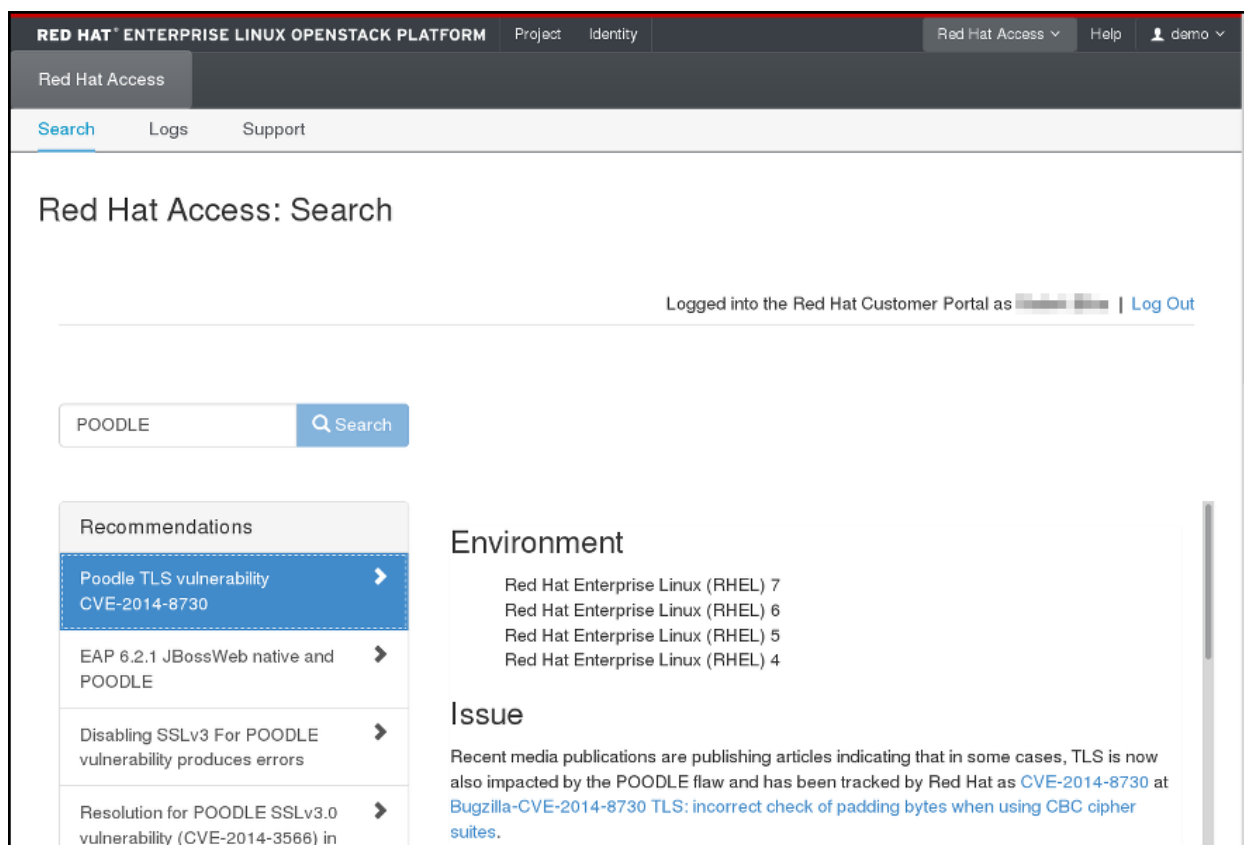 RED HAT® ENTERPRISE LINUX OPENSTACK PLATFORM Project Identity Red Hat Access Help demo
Red Hat Access
Search Logs Support
Red Hat Access: Search
Logged into the Red Hat Customer Portal as | Log Out
POODLE Search
Recommendations
Poodle TLS vulnerability
CVE-2014-8730
EAP 6.2.1 JBossWeb native and
POODLE
Disabling SSLv3 For POODLE
vulnerability produces errors
Resolution for POODLE SSLv3.0
vulnerability (CVE-2014-3566) in
Environment
Red Hat Enterprise Linux (RHEL) 7
Red Hat Enterprise Linux (RHEL) 6
Red Hat Enterprise Linux (RHEL) 5
Red Hat Enterprise Linux (RHEL) 4
Issue
Recent media publications are publishing articles indicating that in some cases, TLS is now
also impacted by the POODLE flaw and has been tracked by Red Hat as CVE-2014-8730 at
Bugzilla-CVE-2014-8730 TLS: incorrect check of padding bytes when using CBC cipher
suites.